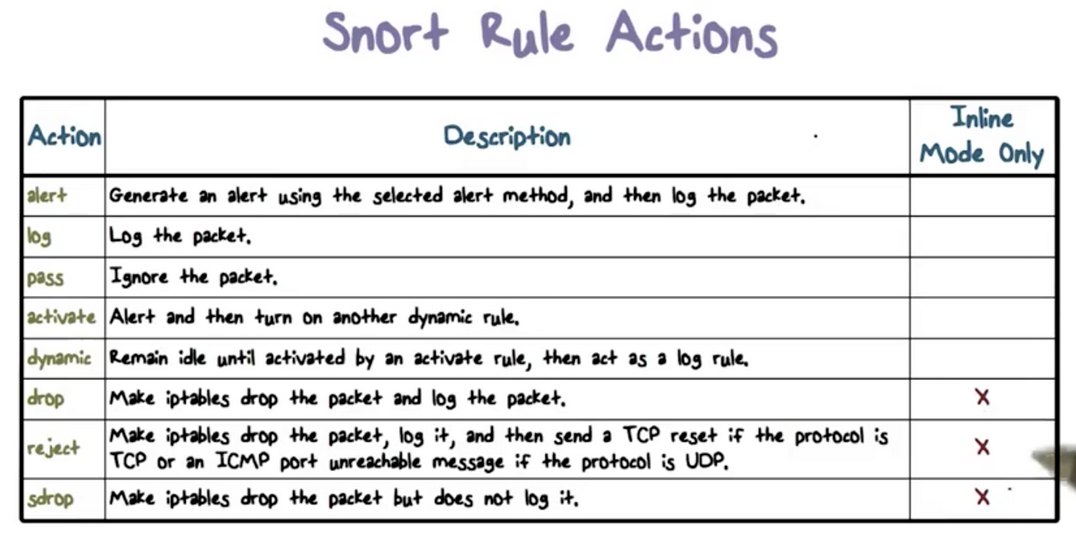 Snort Rule Actions
Action
Description
Inline
Mode Only
alert
Generate an alert using the selected alert method, and then log the packet.
log
Log the packet.
pass
Ignore the packet.
activate
Alert and then turn on another dynamic rule.
dynamic
Remain idle until activated by an activate rule, then act as a log rule.
drop
Make iptables drop the packet and log the packet.
X
reject
Make iptables drop the packet, log it, and then send a TCP reset if the protocol is
TCP or an ICMP port unreachable message if the protocol is UDP.
X
sdrop
Make iptables drop the packet but does not log it.
X